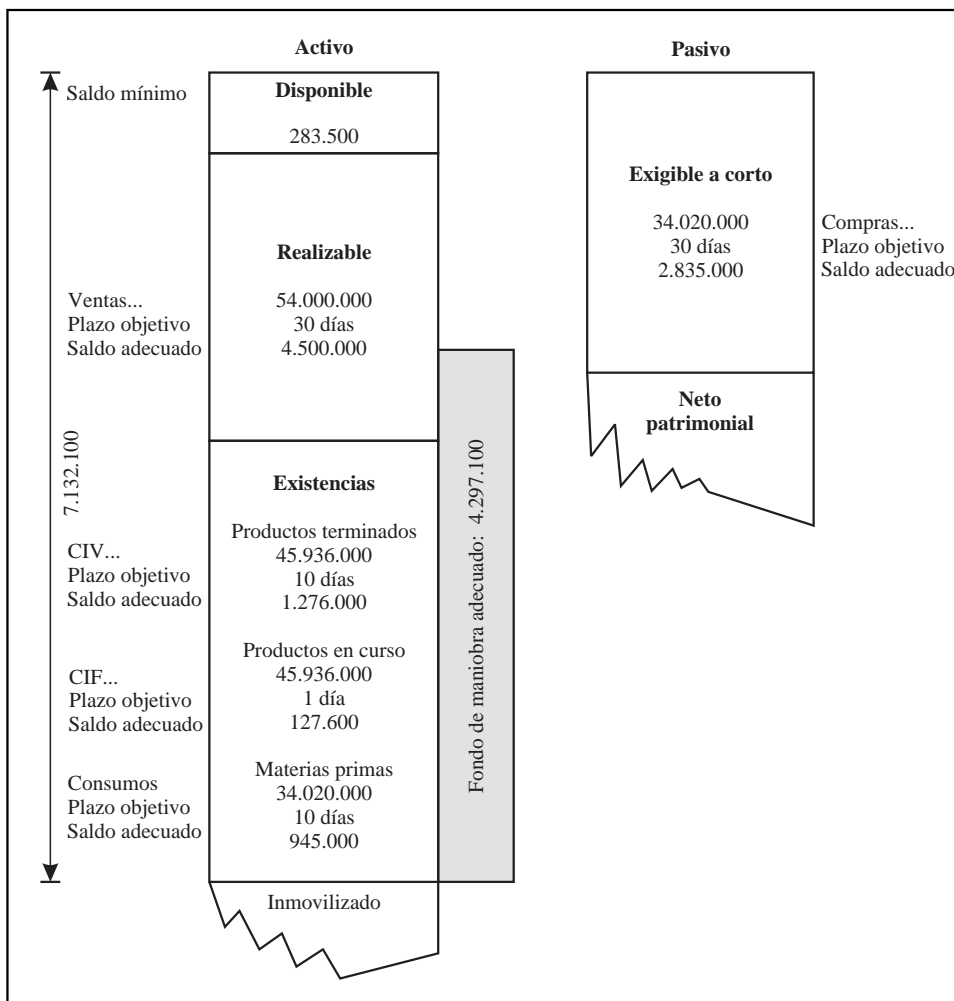 Activo
Pasivo
Saldo mínimo
Disponible
283.500
Exigible a corto
34.020.000
30 días
2.835.000
Compras...
Plazo objetivo
Saldo adecuado
Realizable
Ventas...
Plazo objetivo
Saldo adecuado
54.000.000
30 días
4.500.000
Neto
patrimonial
7.132.100
Fondo de maniobra adecuado: 4.297.100
Existencias
Productos terminados
CIV...
Plazo objetivo
Saldo adecuado
45.936.000
10 días
1.276.000
Productos en curso
CIF...
Plazo objetivo
Saldo adecuado
45.936.000
1 día
127.600
Materias primas
Consumos
Plazo objetivo
Saldo adecuado
34.020.000
10 días
945.000
Inmovilizado